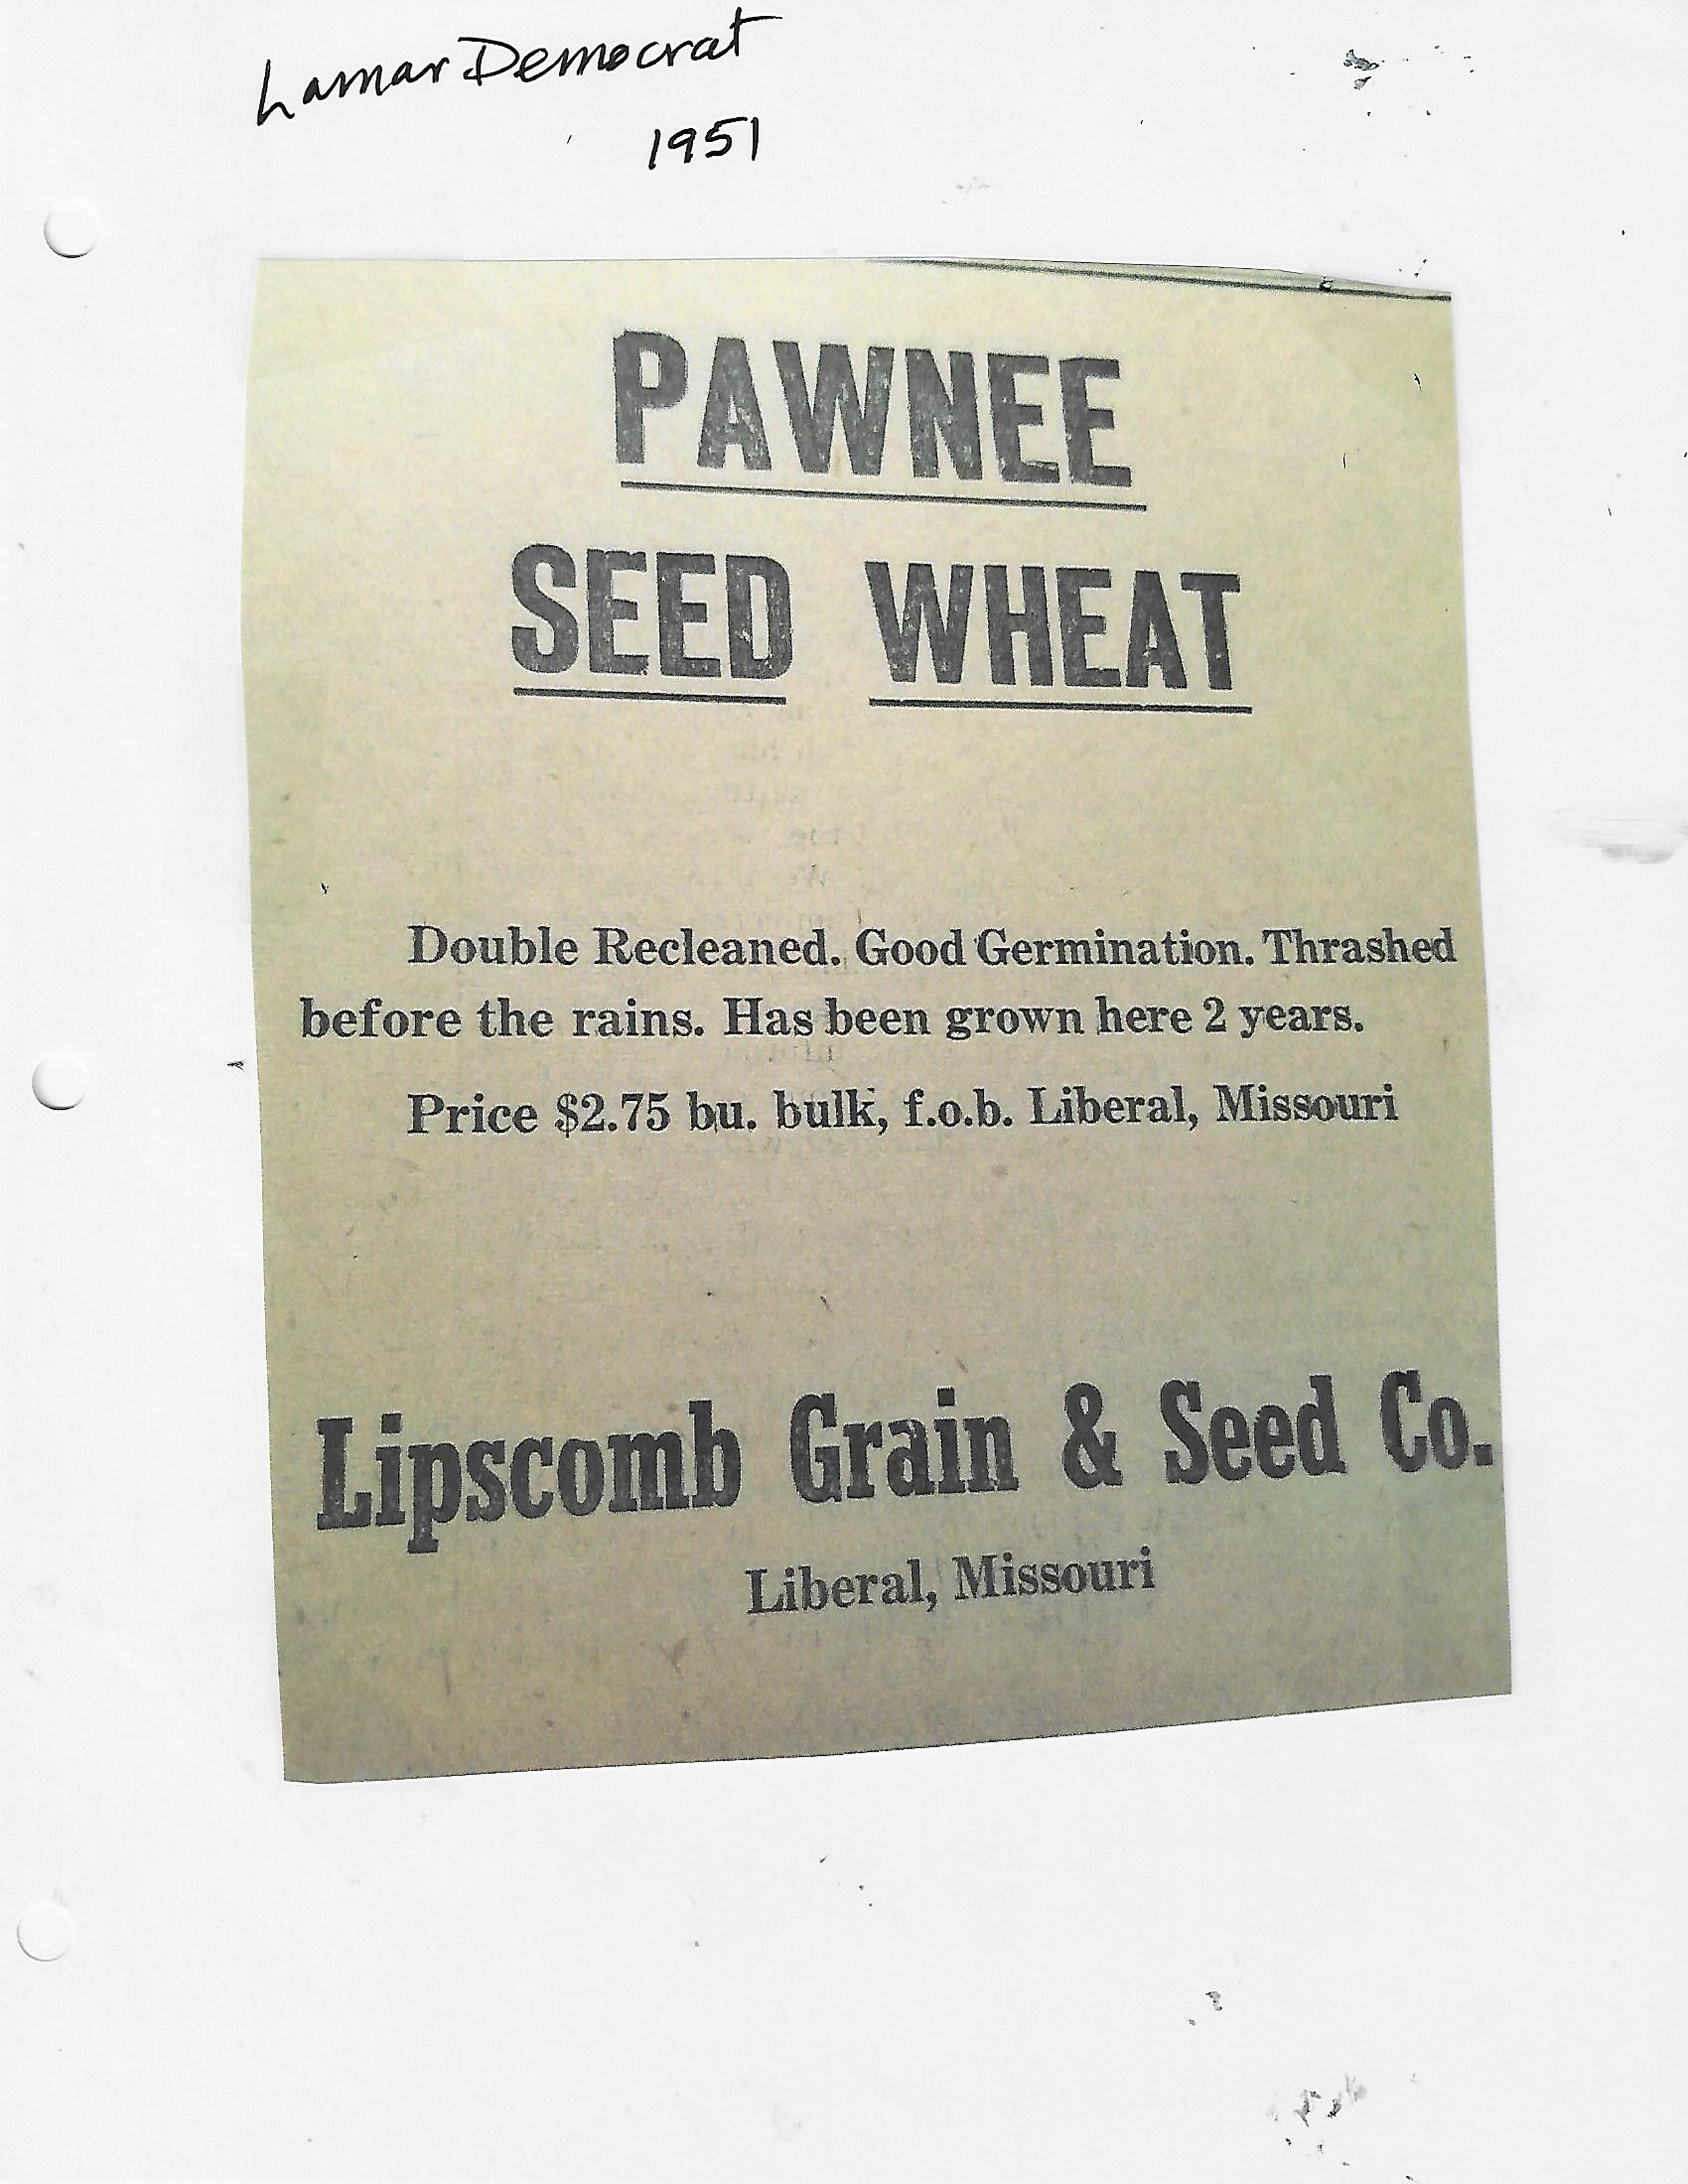 Lamar Democrat
1951
PAWNEE
SEED WHEAT
Double Recleaned. Good Germination. Thrashed
before the rains. Has been grown here 2 years.
Price $2.75 bu. bulk, f.o.b. Liberal, Missouri
Lipscomb Grain & Seed Co.
Liberal, Missouri